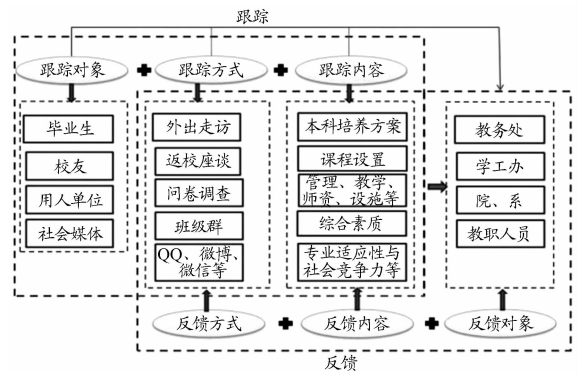 跟踪
跟踪对象
跟踪方式
跟踪内容
毕业生
校友
用人单位
社会媒体
外出走访
返校座谈
问卷调查
班级群
QQ、微博、
微信等
本科培养方案
课程设置
管理、教学、
师资、设施等
综合素质
专业适应性与
社会竞争力等
教务处
学工办
院、系
教职人员
反馈方式
反馈内容
反馈对象
反馈